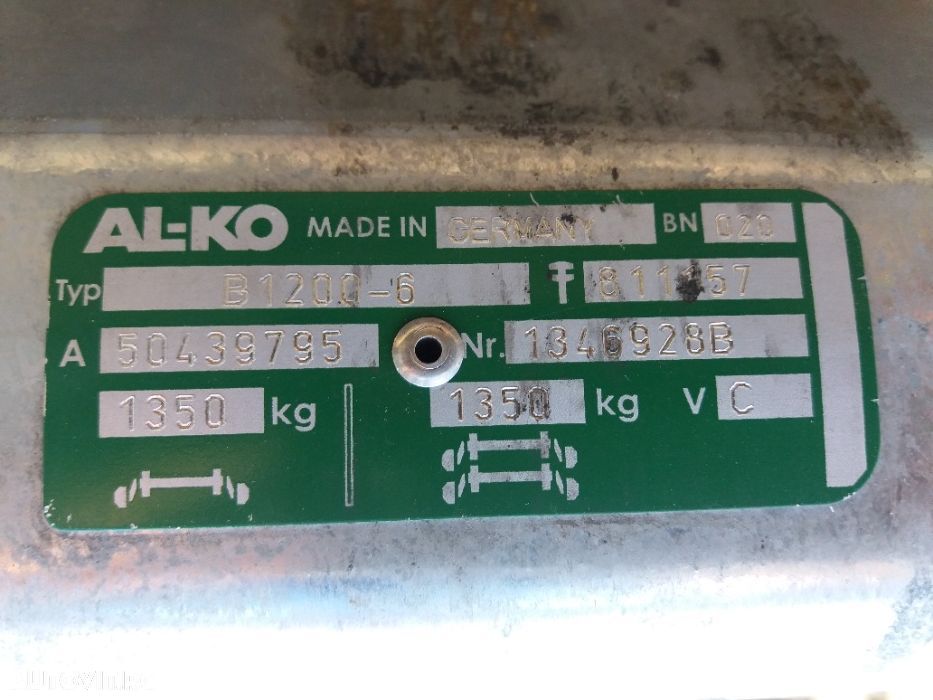 AL-KO MADE IN GERMANY BN 020
Typ B1200-6 811157
A 50439795 Nr. 1346928B
1350 kg 1350 kg V C